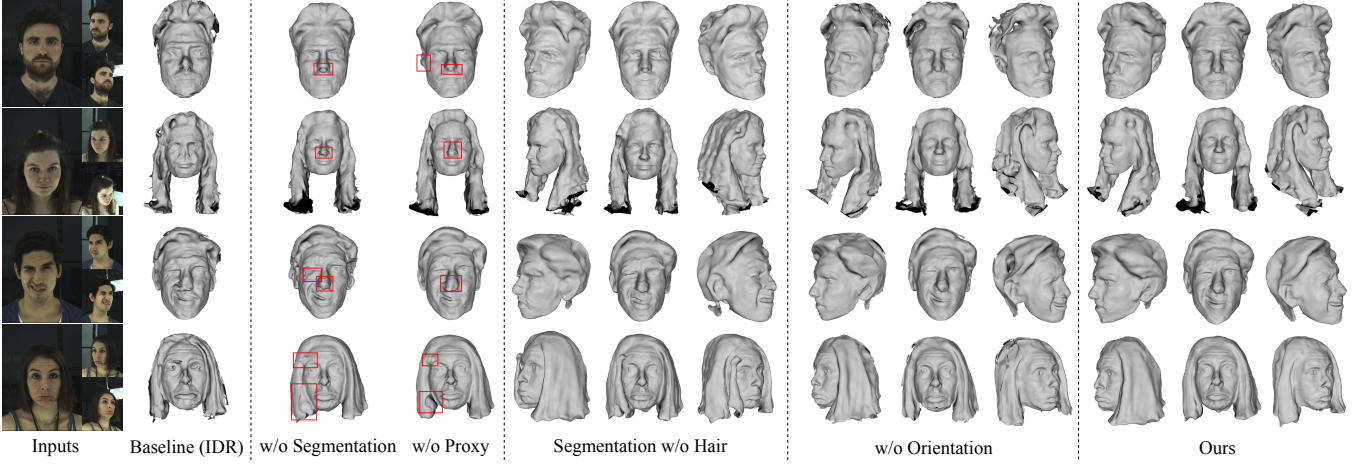 Inputs
Baseline (IDR)
w/o Segmentation
w/o Proxy
Segmentation w/o Hair
w/o Orientation
Ours